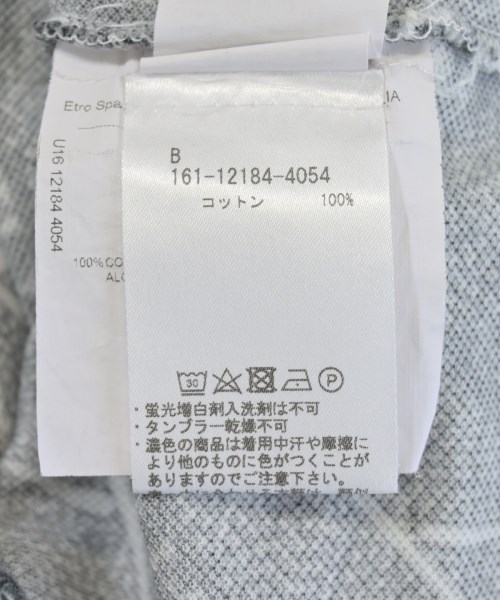 Etro Spa
IA
U16 12184 4054
100%CO
ALG
B
161-12184-4054
コットン 100%
30
P
・蛍光増白剤入洗剤は不可
・タンブラー乾燥不可
・濃色の商品は着用中汗や摩擦に
より他のものに色がつくことが
ありますのでご注意下さい